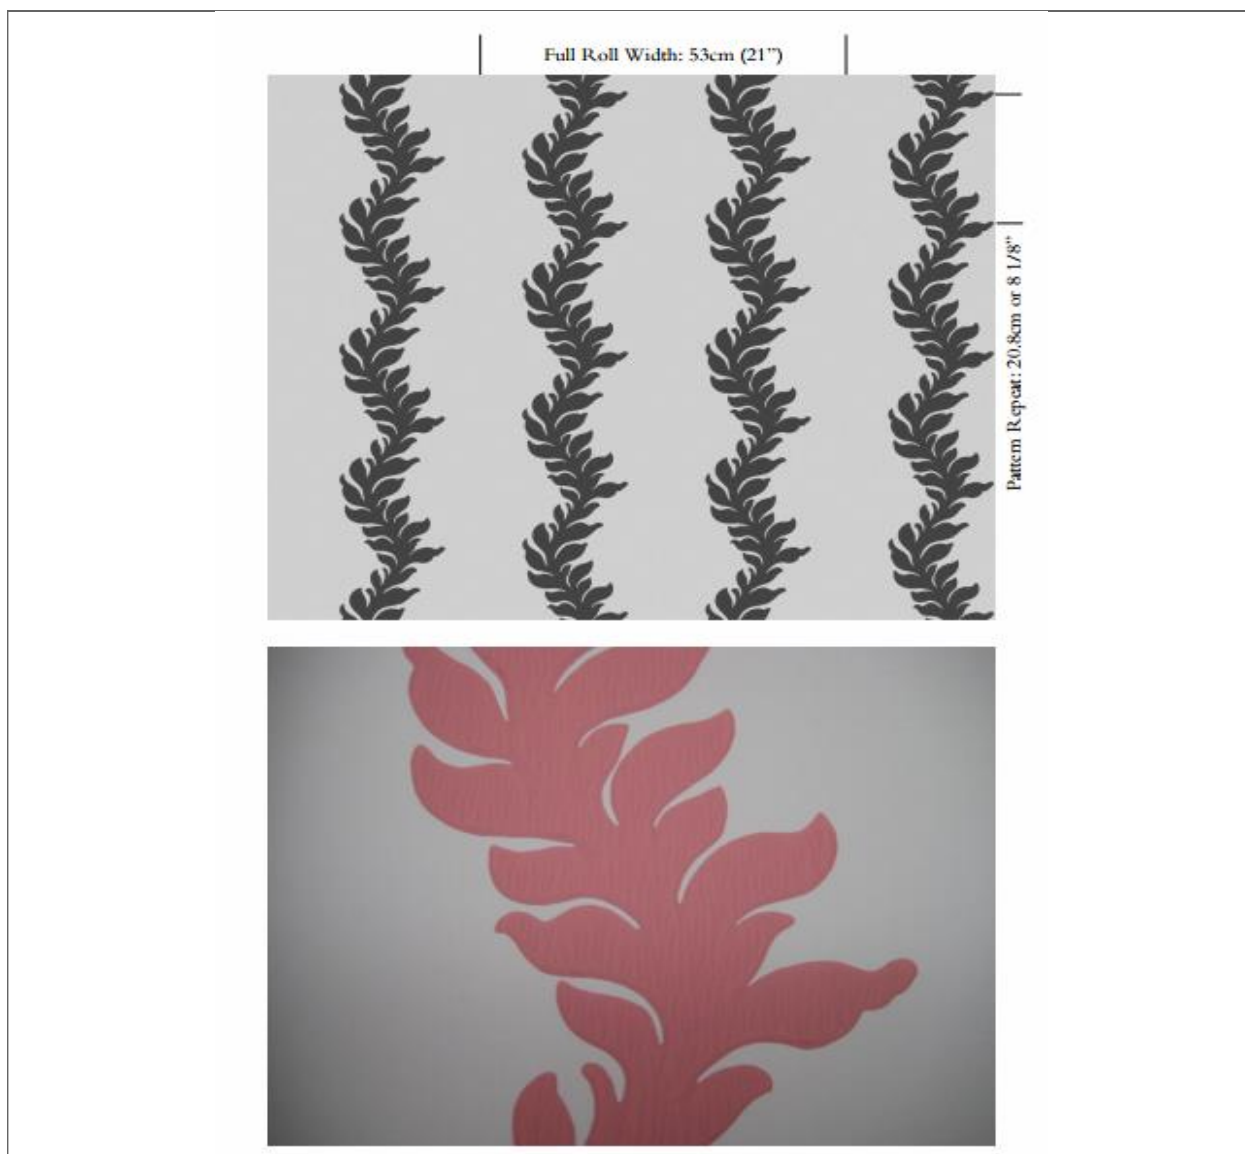 Full Roll Width: 53cm (21”)
Pattern Repeat: 20.8cm or 8 1/8”